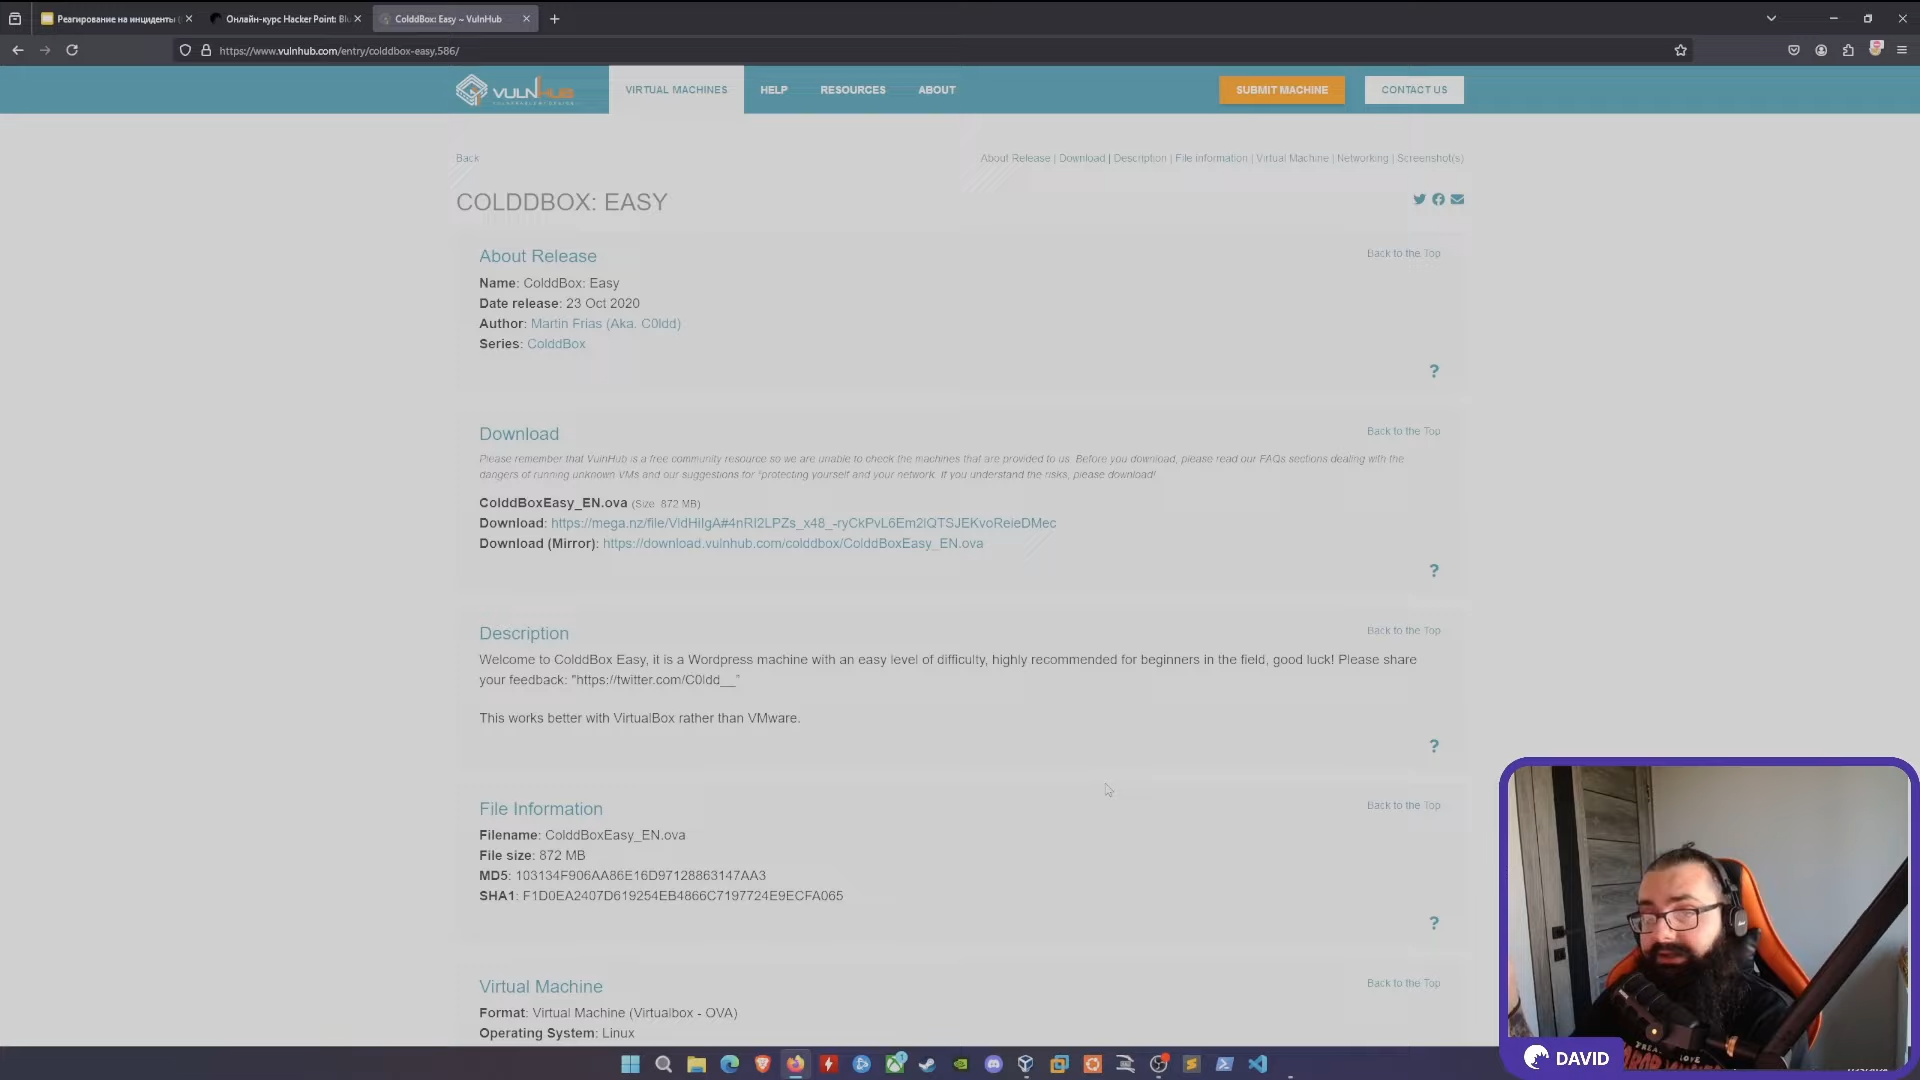 Реагирование на инциденты (
Онлайн-курс Hacker Point: Blu
ColddBox: Easy ~ VulnHub
https://www.vulnhub.com/entry/colddbox-easy,586/
VULNHUB
VIRTUAL MACHINES
HELP
RESOURCES
ABOUT
SUBMIT MACHINE
CONTACT US
Back
About Release | Download | Description | File information | Virtual Machine | Networking | Screenshot(s)
COLDDBOX: EASY
About Release
Back to the Top
Name: ColddBox: Easy
Date release: 23 Oct 2020
Author: Martin Frias (Aka. C0ldd)
Series: ColddBox
?
Download
Back to the Top
Please remember that VulnHub is a free community resource so we are unable to check the machines that are provided to us. Before you download, please read our FAQs sections dealing with the
dangers of running unknown VMs and our suggestions for "protecting yourself and your network. If you understand the risks, please download!
ColddBoxEasy_EN.ova (Size: 872 MB)
Download: https://mega.nz/file/VldHiIgA#4nRI2LPZs_x48_-ryCkPvL6Em2lQTSJEKvoReieDMec
Download (Mirror): https://download.vulnhub.com/colddbox/ColddBoxEasy_EN.ova
?
Description
Back to the Top
Welcome to ColddBox Easy, it is a Wordpress machine with an easy level of difficulty, highly recommended for beginners in the field, good luck! Please share
your feedback: "https://twitter.com/C0ldd__"
This works better with VirtualBox rather than VMware.
?
File Information
Back to the Top
Filename: ColddBoxEasy_EN.ova
File size: 872 MB
MD5: 103134F906AA86E16D97128863147AA3
SHA1: F1D0EA2407D619254EB4866C7197724E9ECFA065
?
Virtual Machine
Back to the Top
Format: Virtual Machine (Virtualbox - OVA)
Operating System: Linux
DAVID